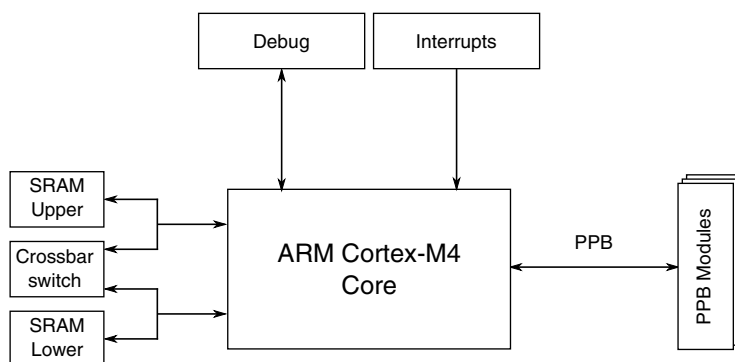 Debug
Interrupts
SRAM
Upper
Crossbar
switch
SRAM
Lower
ARM Cortex-M4
Core
PPB
PPB Modules